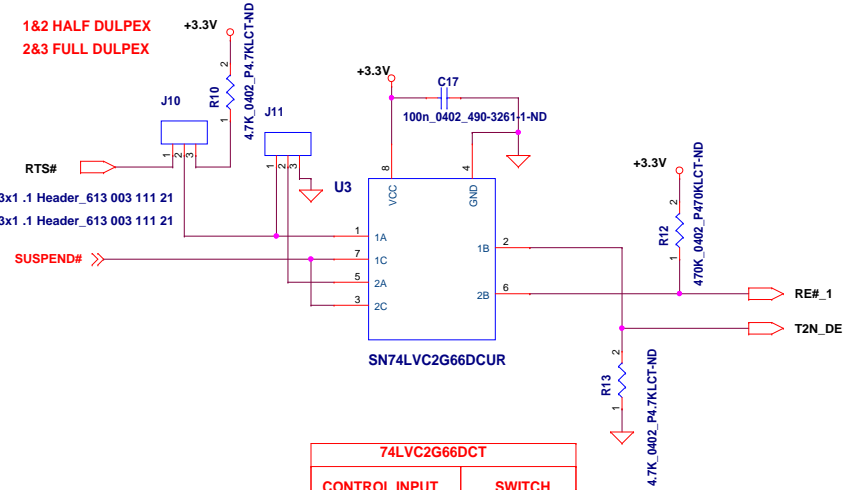 1&2 HALF DULPEX
2&3 FULL DULPEX
+3.3V
2
R10
1
4.7K_0402_P4.7KLCT-ND
J10
1
2
3
J11
1
2
3
RTS#
3x1 .1 Header_613 003 111 21
3x1 .1 Header_613 003 111 21
SUSPEND#
+3.3V
C17
100n_0402_490-3261-1-ND
U3
8
VCC
4
GND
1
1A
7
1C
5
2A
3
2C
1B
2
2B
6
SN74LVC2G66DCUR
+3.3V
2
R12
1
470K_0402_P470KLCT-ND
RE#_1
T2N_DE
2
R13
1
4.7K_0402_P4.7KLCT-ND
74LVC2G66DCT
CONTROL INPUT
SWITCH